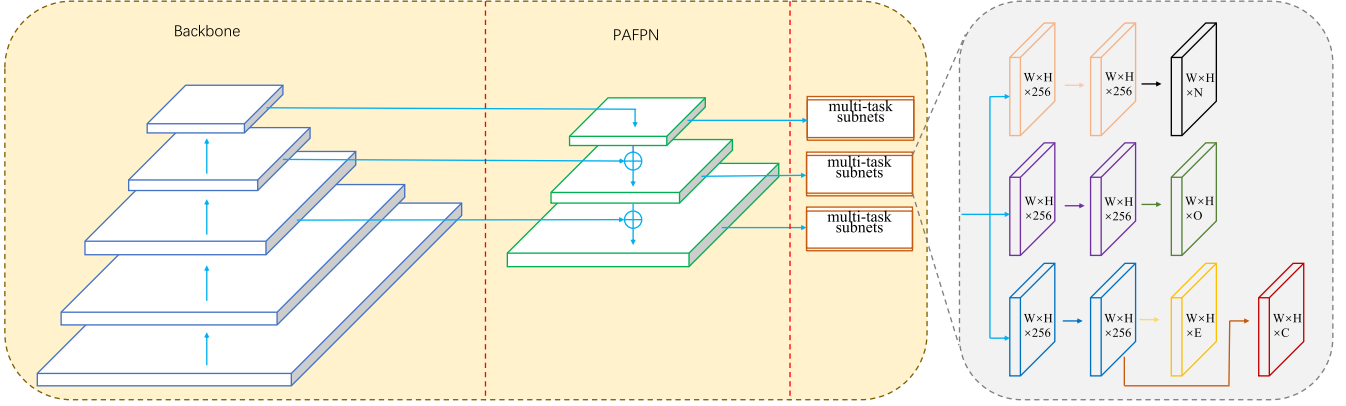 Backbone
PAFPN
multi-task
subnets
multi-task
subnets
multi-task
subnets
W×H
×256
W×H
×256
W×H
×N
W×H
×256
W×H
×256
W×H
×O
W×H
×256
W×H
×256
W×H
×E
W×H
×C